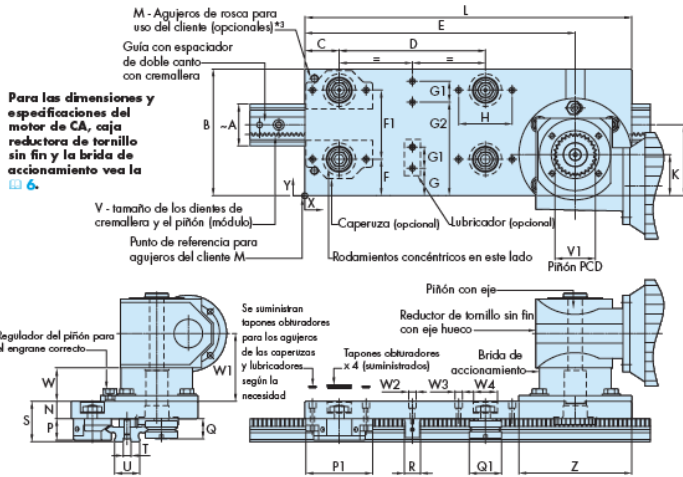 M - Agujeros de rosca para
uso del cliente (opcionales)*3
L
E
C
D
Guía con espaciador
de doble canto
con cremallera
=
=
Para las dimensiones y
especificaciones del
motor de CA, caja
reductora de tornillo
sin fin y la brida de
accionamiento vea la
6.
B
~A
F1
F
G1
G2
G1
G
H
K
Y
X
V - tamaño de los dientes de
cremallera y el piñón (módulo)
Caperuza (opcional)
Lubricador (opcional)
V1
Piñón PCD
Punto de referencia para
agujeros del cliente M
Rodamientos concéntricos en este lado
Piñón con eje
Se suministran
tapones obturadores
para los agujeros
de las caperuzas
y lubricadores
según la
necesidad
Reductor de tornillo sin fin
con eje hueco
Regulador del piñón para
el engrane correcto
W1
Tapones obturadores
x 4 (suministrados)
Brida de
accionamiento
W
W2
W3
W4
S
N
P
Q
T
U
P1
R
Q1
Z